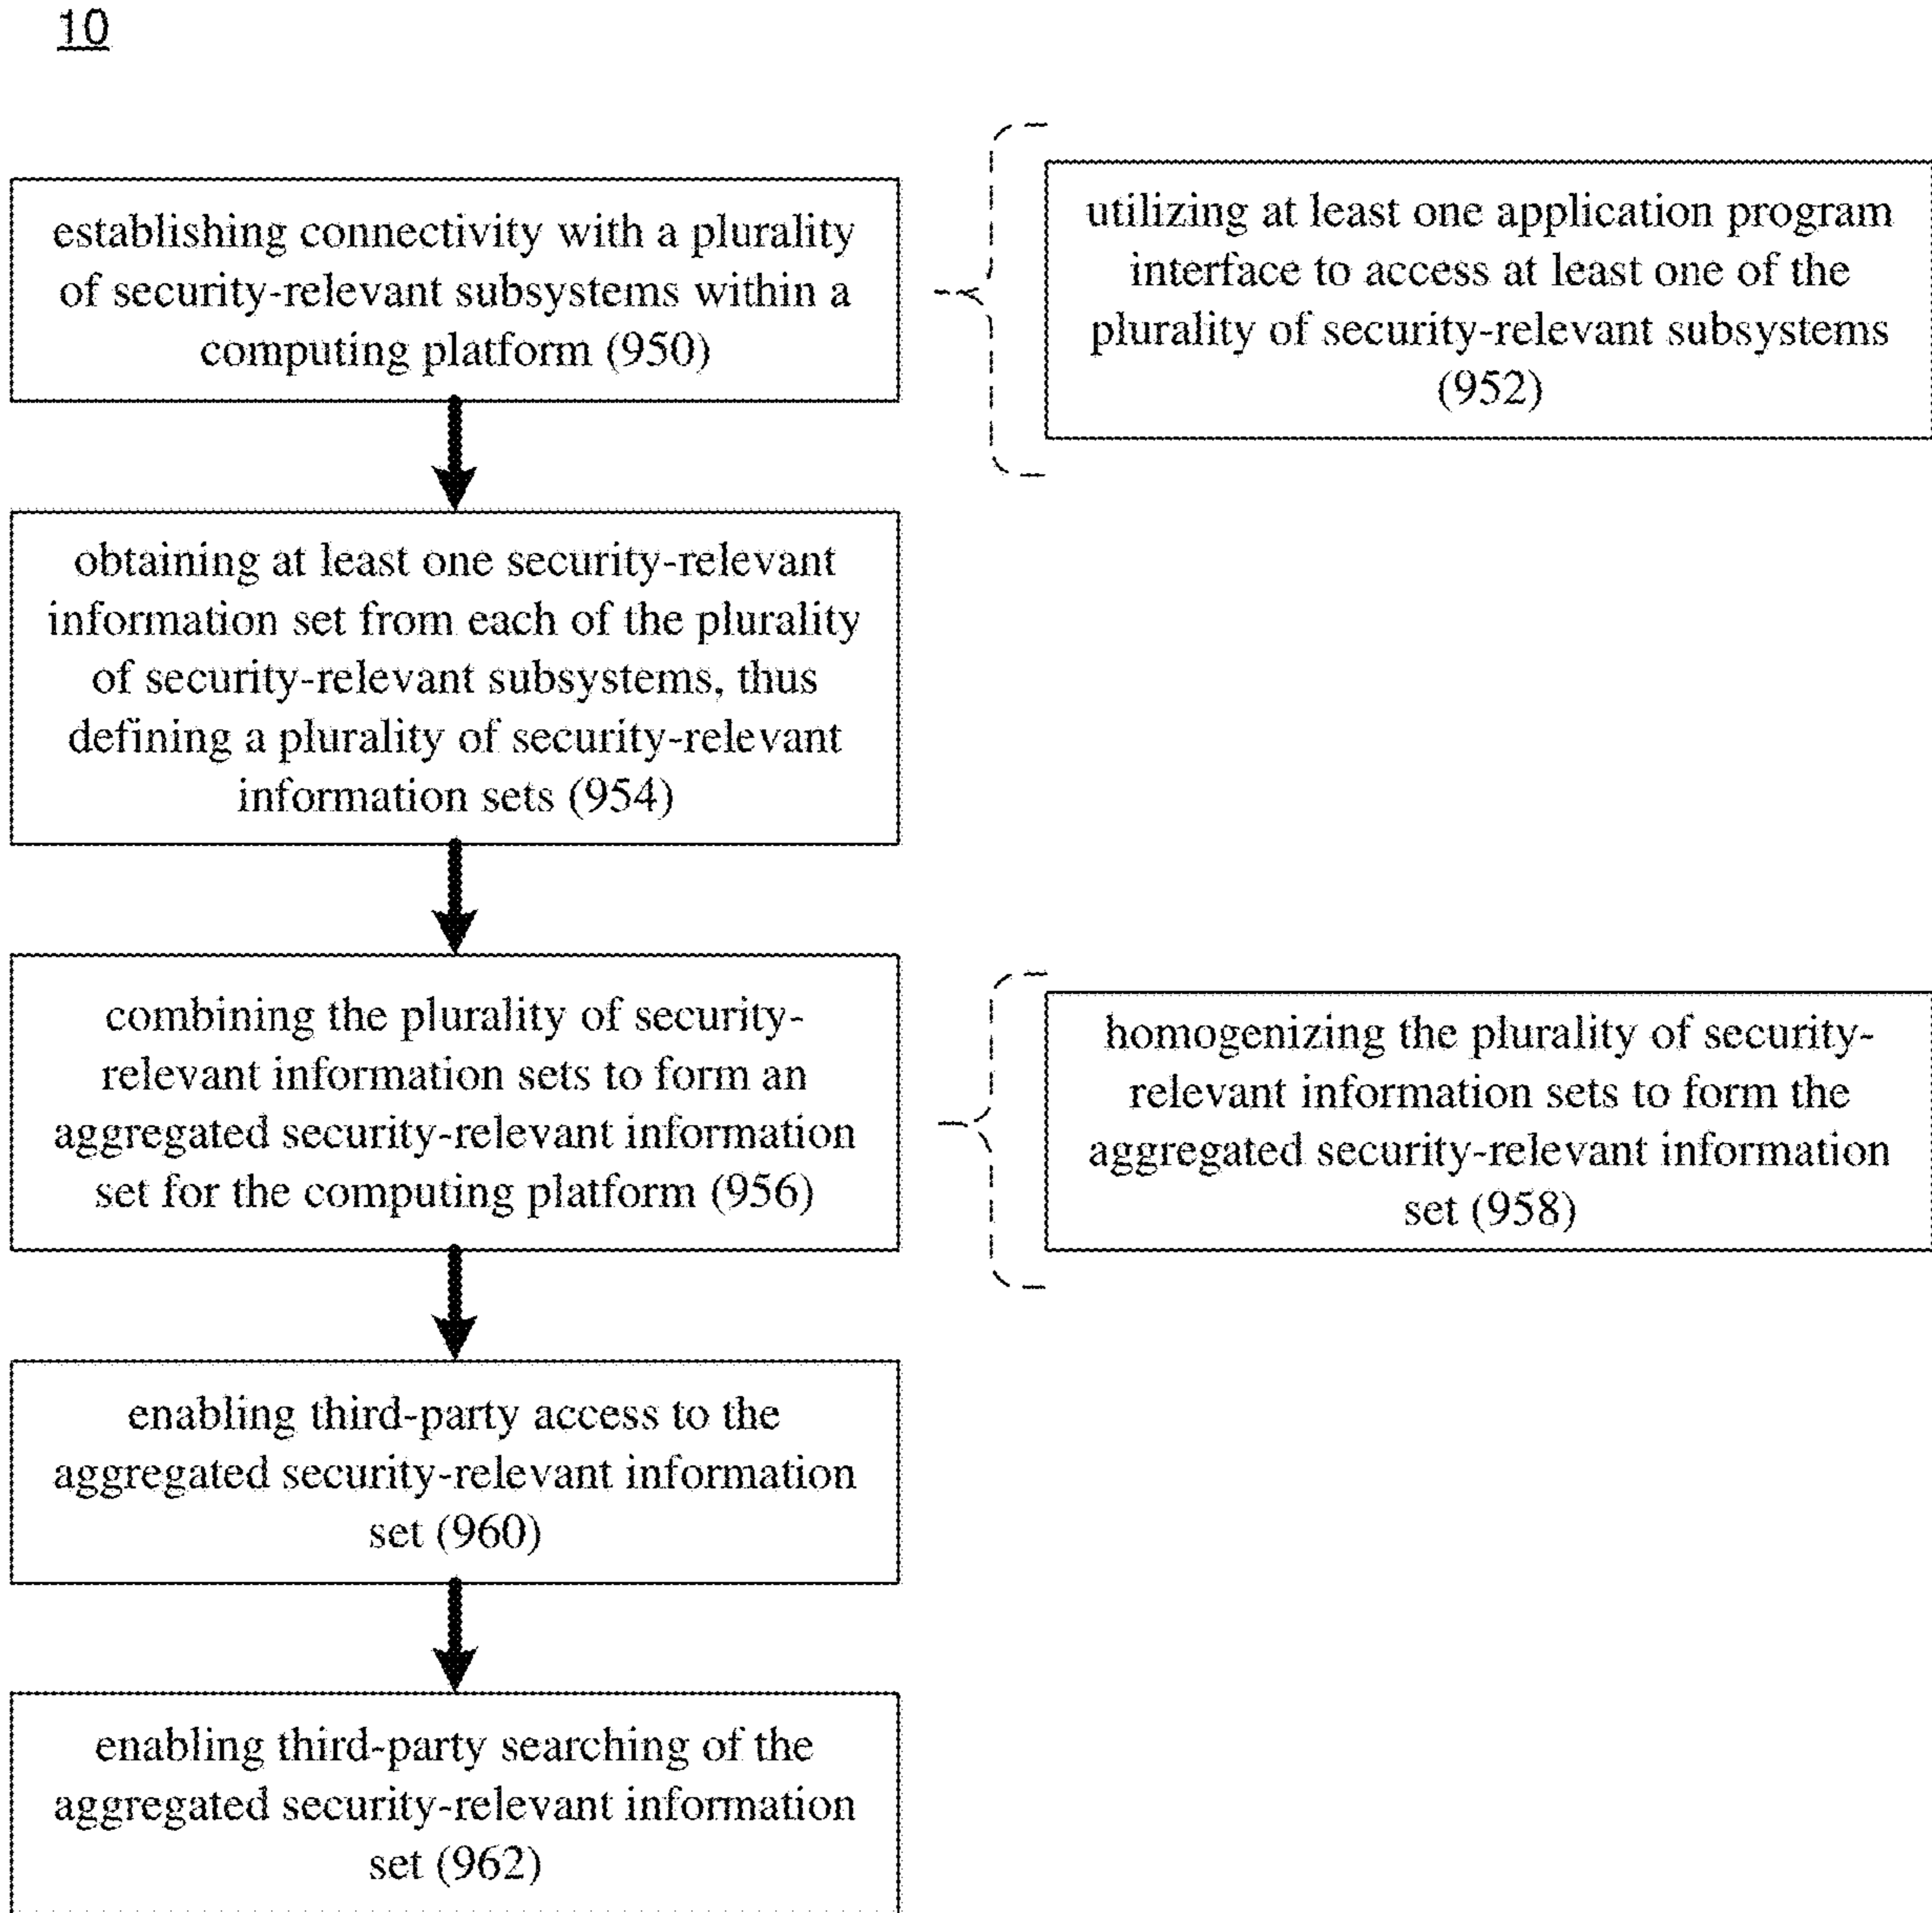 10
establishing connectivity with a plurality
of security-relevant subsystems within a
computing platform (950)
utilizing at least one application program
interface to access at least one of the
plurality of security-relevant subsystems
(952)
obtaining at least one security-relevant
information set from each of the plurality
of security-relevant subsystems, thus
defining a plurality of security-relevant
information sets (954)
combining the plurality of security-
relevant information sets to form an
aggregated security-relevant information
set for the computing platform (956)
homogenizing the plurality of security-
relevant information sets to form the
aggregated security-relevant information
set (958)
enabling third-party access to the
aggregated security-relevant information
set (960)
enabling third-party searching of the
aggregated security-relevant information
set (962)